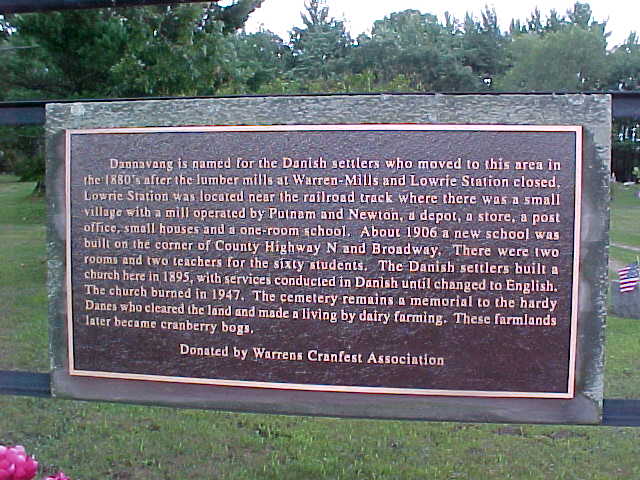 Dannavang is named for the Danish settlers who moved to this area in
the 1880's after the lumber mills at Warren-Mills and Lowrie Station closed.
Lowrie Station was located near the railroad track where there was a small
village with a mill operated by Putnam and Newton, a depot, a store, a post
office, small houses and a one-room school. About 1906 a new school was
built on the corner of County Highway N and Broadway. There were two
rooms and two teachers for the sixty students. The Danish settlers built a
church here in 1895, with services conducted in Danish until changed to English.
The church burned in 1947. The cemetery remains a memorial to the hardy
Danes who cleared the land and made a living by dairy farming. These farmlands
later became cranberry bogs.
Donated by Warrens Cranfest Association